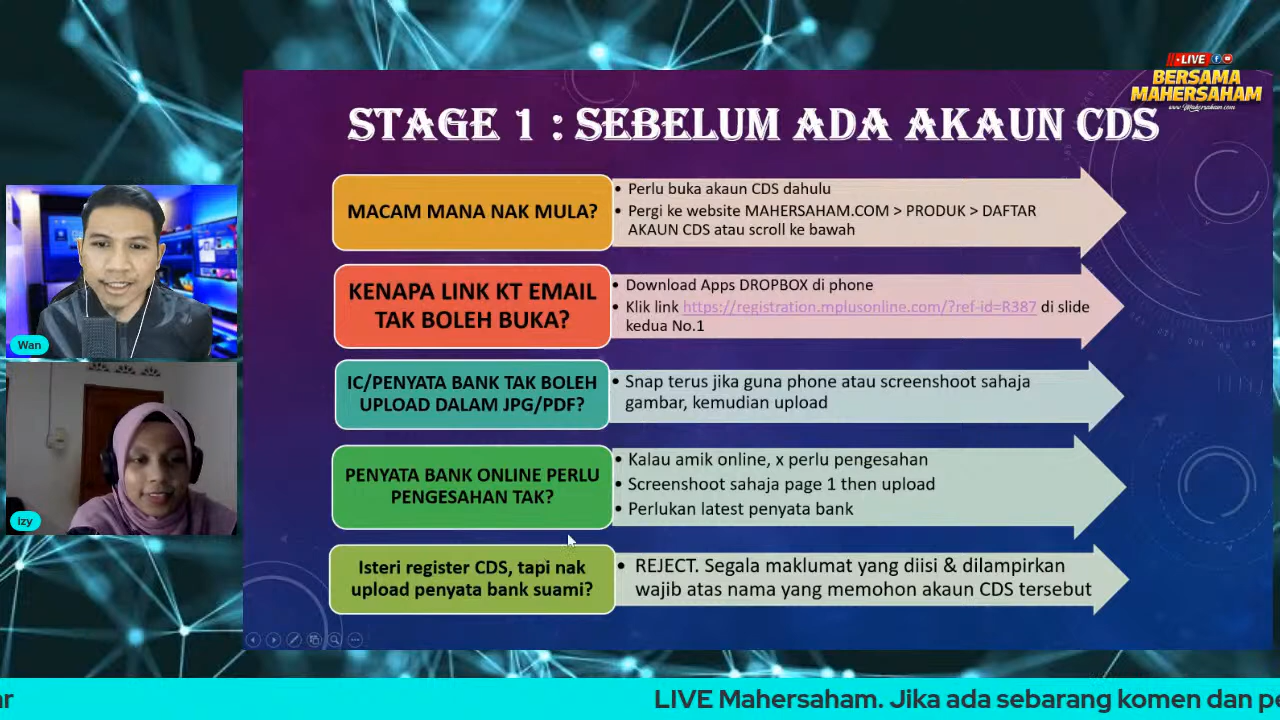 LIVE
BERSAMA
MAHERSAHAM
www.Mahersaham.com
STAGE 1 : SEBELUM ADA AKAUN CDS
MACAM MANA NAK MULA?
• Perlu buka akaun CDS dahulu
• Pergi ke website MAHERSAHAM.COM > PRODUK > DAFTAR
AKAUN CDS atau scroll ke bawah
KENAPA LINK KT EMAIL
TAK BOLEH BUKA?
• Download Apps DROPBOX di phone
• Klik link https://registration.mplusonline.com/?ref-id=R387 di slide
kedua No.1
IC/PENYATA BANK TAK BOLEH
UPLOAD DALAM JPG/PDF?
• Snap terus jika guna phone atau screenshoot sahaja
gambar, kemudian upload
PENYATA BANK ONLINE PERLU
PENGESAHAN TAK?
• Kalau amik online, x perlu pengesahan
• Screenshoot sahaja page 1 then upload
• Perlukan latest penyata bank
Isteri register CDS, tapi nak
upload penyata bank suami?
• REJECT. Segala maklumat yang diisi & dilampirkan
wajib atas nama yang memohon akaun CDS tersebut
Wan
Izy
ar
LIVE Mahersaham. Jika ada sebarang komen dan pe